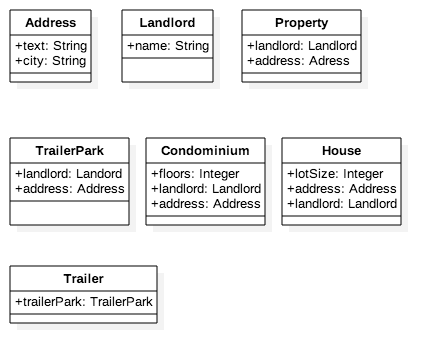 Address
+text: String
+city: String
Landlord
+name: String
Property
+landlord: Landlord
+address: Adress
TrailerPark
+landlord: Landord
+address: Address
Condominium
+floors: Integer
+landlord: Landlord
+address: Address
House
+lotSize: Integer
+address: Address
+landlord: Landlord
Trailer
+trailerPark: TrailerPark